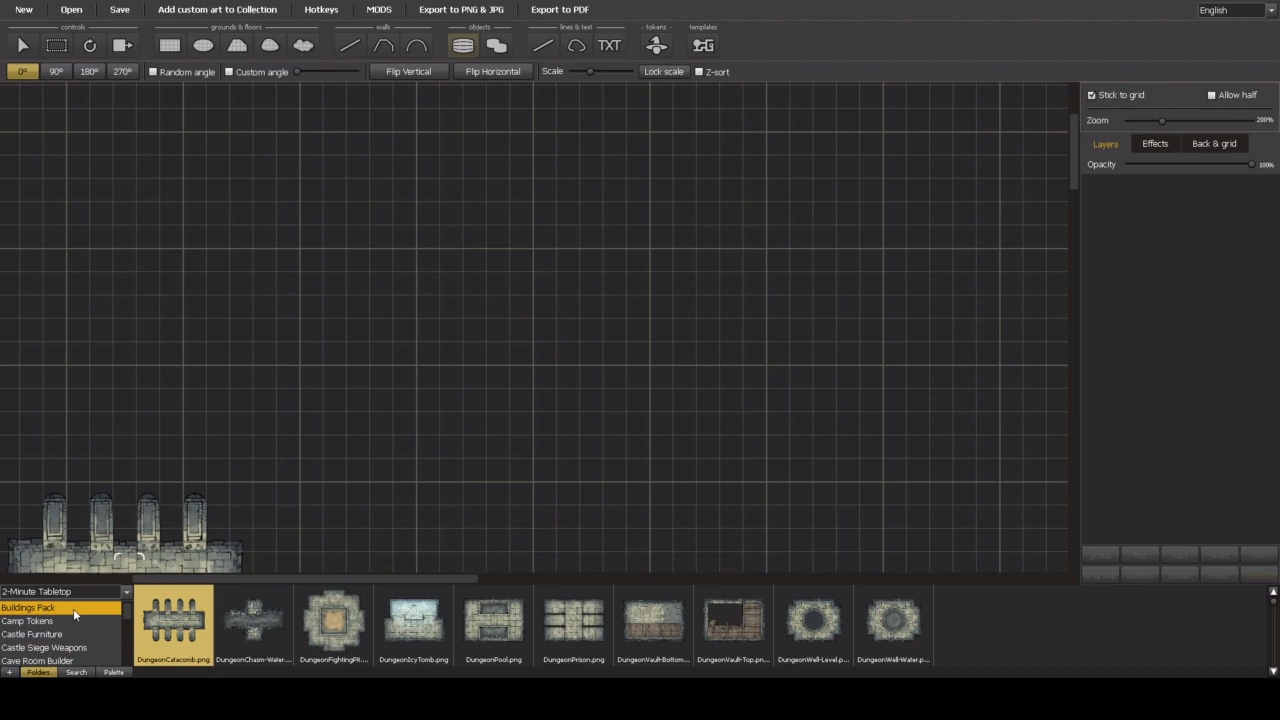 New Open Save Add custom art to Collection Hotkeys MODS Export to PNG & JPG Export to PDF English
controls grounds & floors walls objects lines & text - tokens - templates
TXT
0º 90º 180º 270º Random angle Custom angle Flip Vertical Flip Horizontal Scale Lock scale Z-sort
Stick to grid Allow half
Zoom 200%
Layers Effects Back & grid
Opacity 100%
2-Minute Tabletop
Buildings Pack
Camp Tokens
Castle Furniture
Castle Siege Weapons
Cave Room Builder
DungeonCatacomb.png DungeonChasm-Water.... DungeonFightingPit.... DungeonIcyTomb.png DungeonPool.png DungeonPrison.png DungeonVault-Bottom... DungeonVault-Top.pn... DungeonWell-Level.p... DungeonWell-Water.p...
+ Folders Search Palette